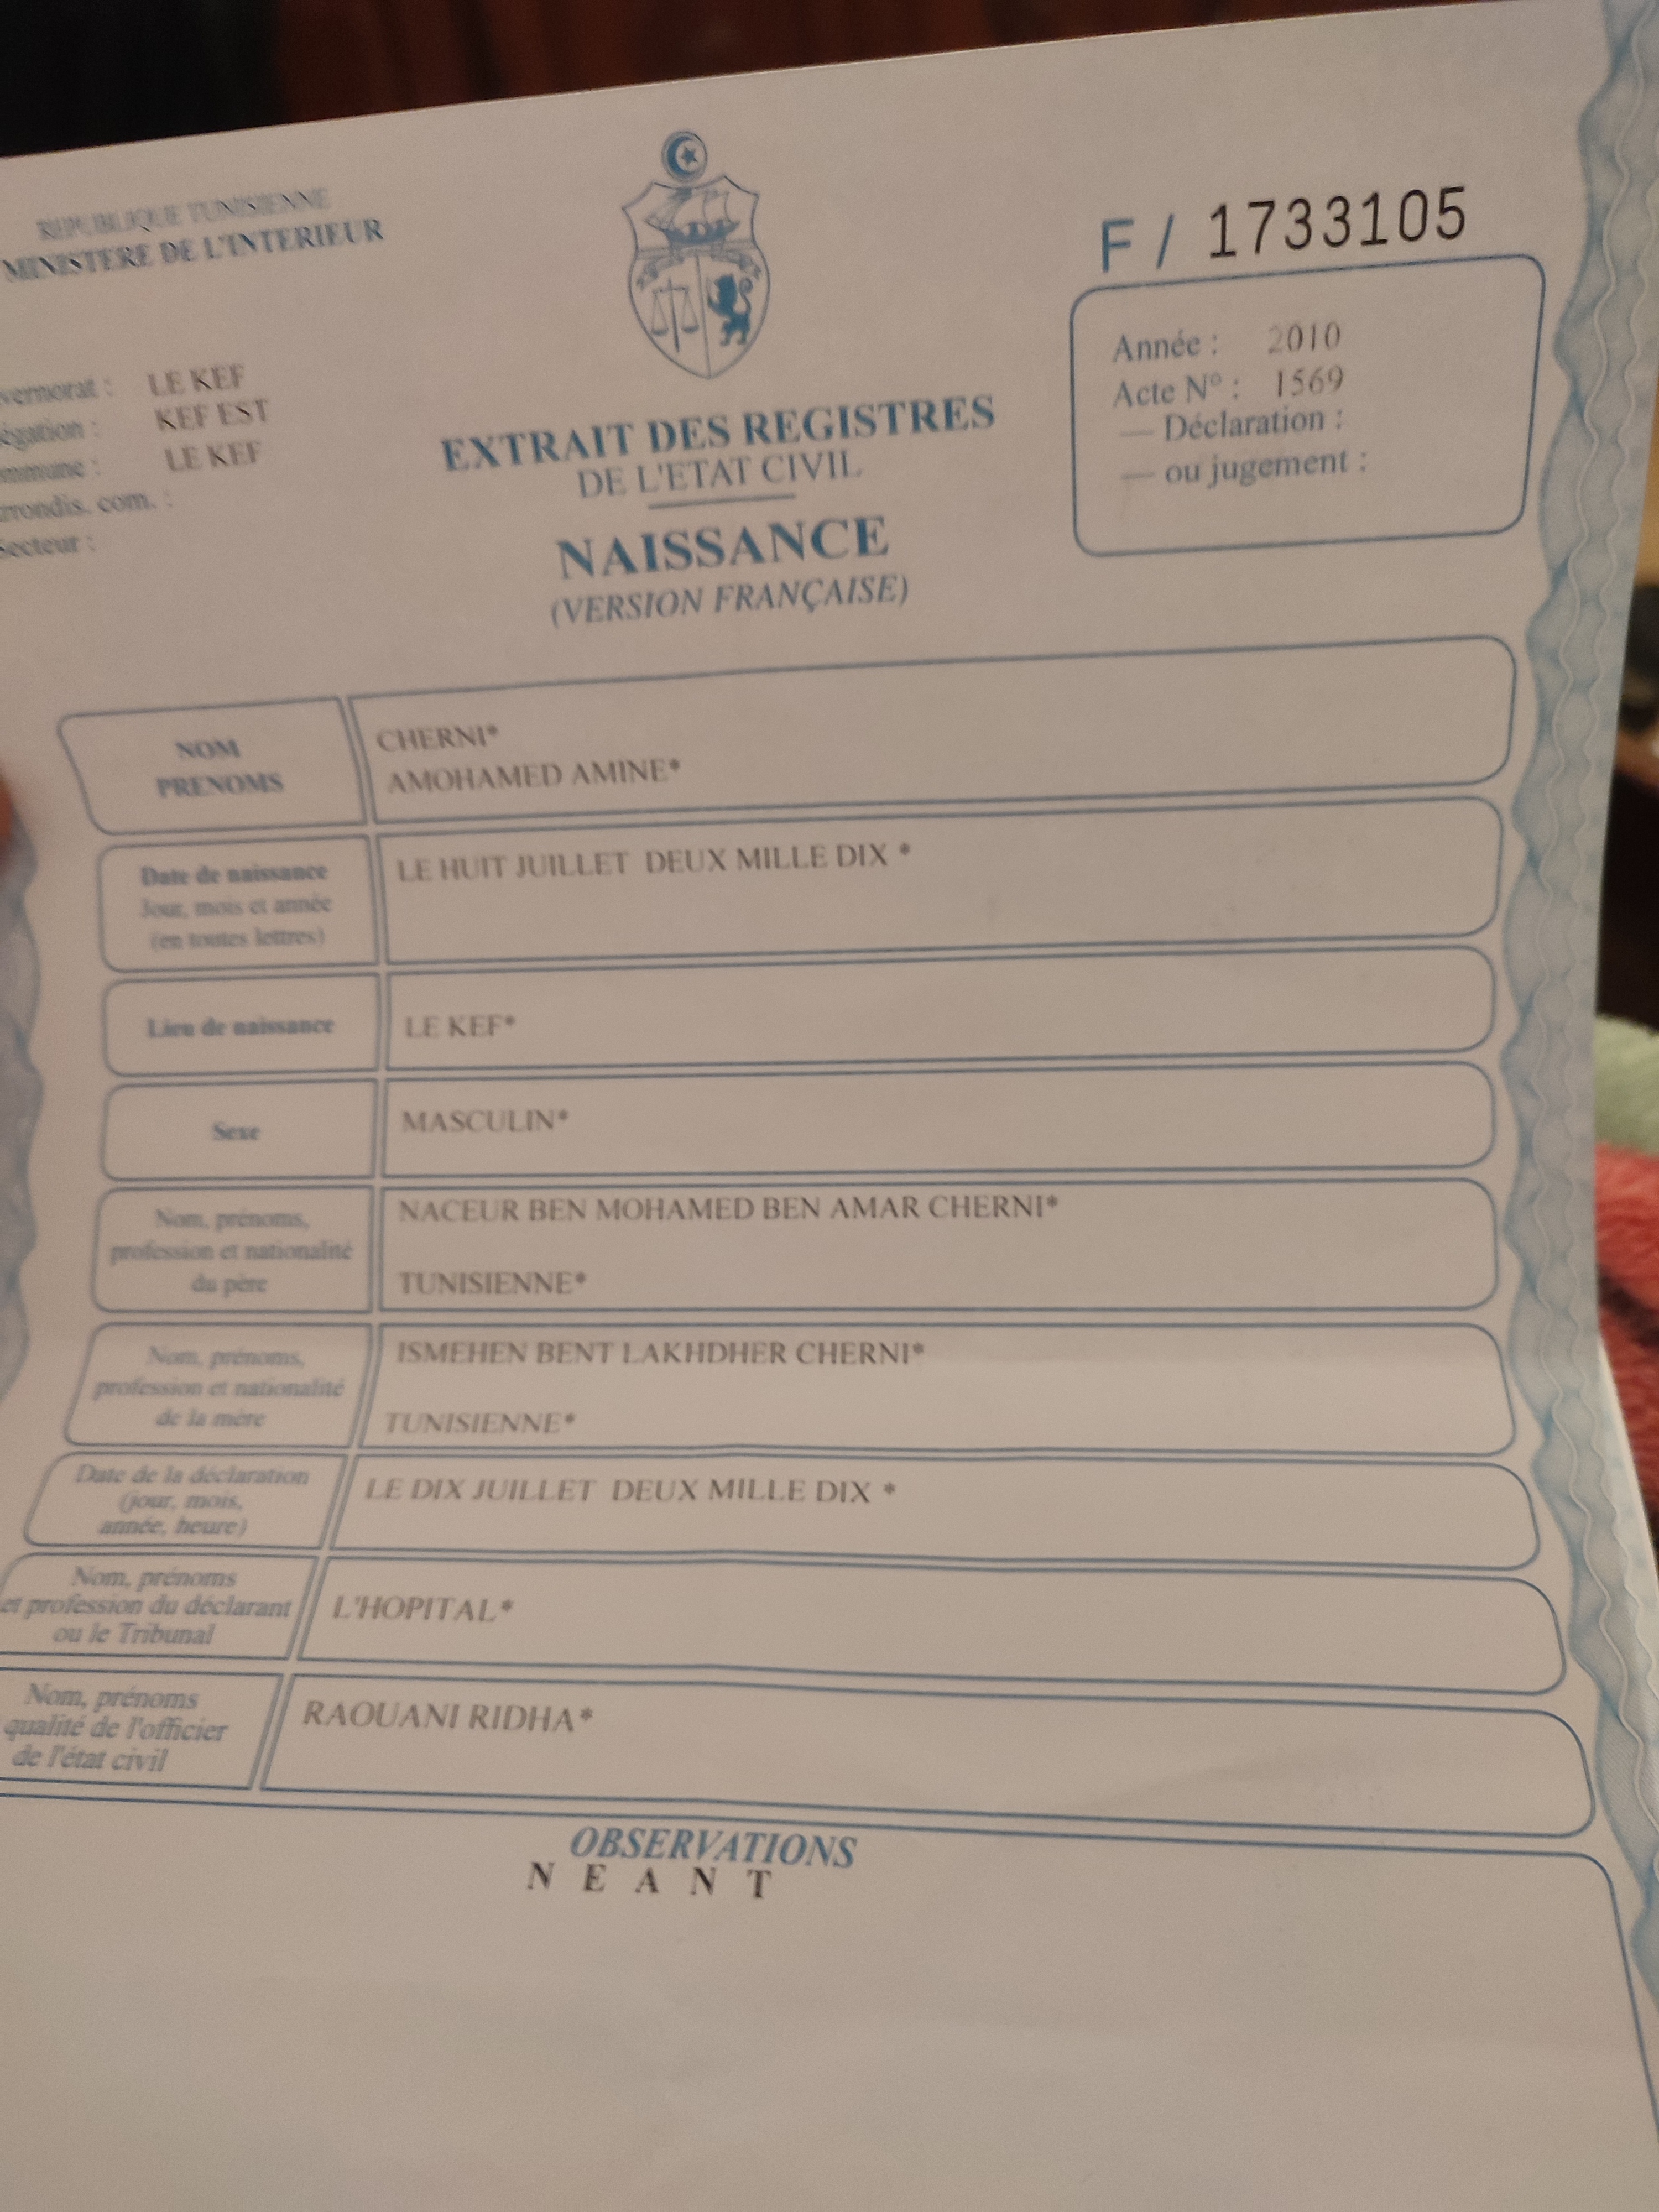 REPUBLIQUE TUNISIENNE
MINISTERE DE L'INTERIEUR
F / 1733105
Année : 2010
Acte N° : 1569
— Déclaration :
— ou jugement :
vernorat : LE KEF
égation : KEF EST
mmune : LE KEF
rrondis. com. :
Secteur :
EXTRAIT DES REGISTRES
DE L'ETAT CIVIL
NAISSANCE
(VERSION FRANÇAISE)
NOM
PRENOMS
CHERNI*
AMOHAMED AMINE*
Date de naissance
Jour, mois et année
(en toutes lettres)
LE HUIT JUILLET DEUX MILLE DIX *
Lieu de naissance
LE KEF*
Sexe
MASCULIN*
Nom, prénoms,
profession et nationalité
du père
NACEUR BEN MOHAMED BEN AMAR CHERNI*
TUNISIENNE*
Nom, prénoms,
profession et nationalité
de la mère
ISMEHEN BENT LAKHDHER CHERNI*
TUNISIENNE*
Date de la déclaration
(jour, mois,
année, heure)
LE DIX JUILLET DEUX MILLE DIX *
Nom, prénoms
et profession du déclarant
ou le Tribunal
L'HOPITAL*
Nom, prénoms
qualité de l'officier
de l'état civil
RAOUANI RIDHA*
OBSERVATIONS
N E A N T